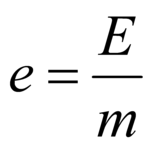 e = E/m